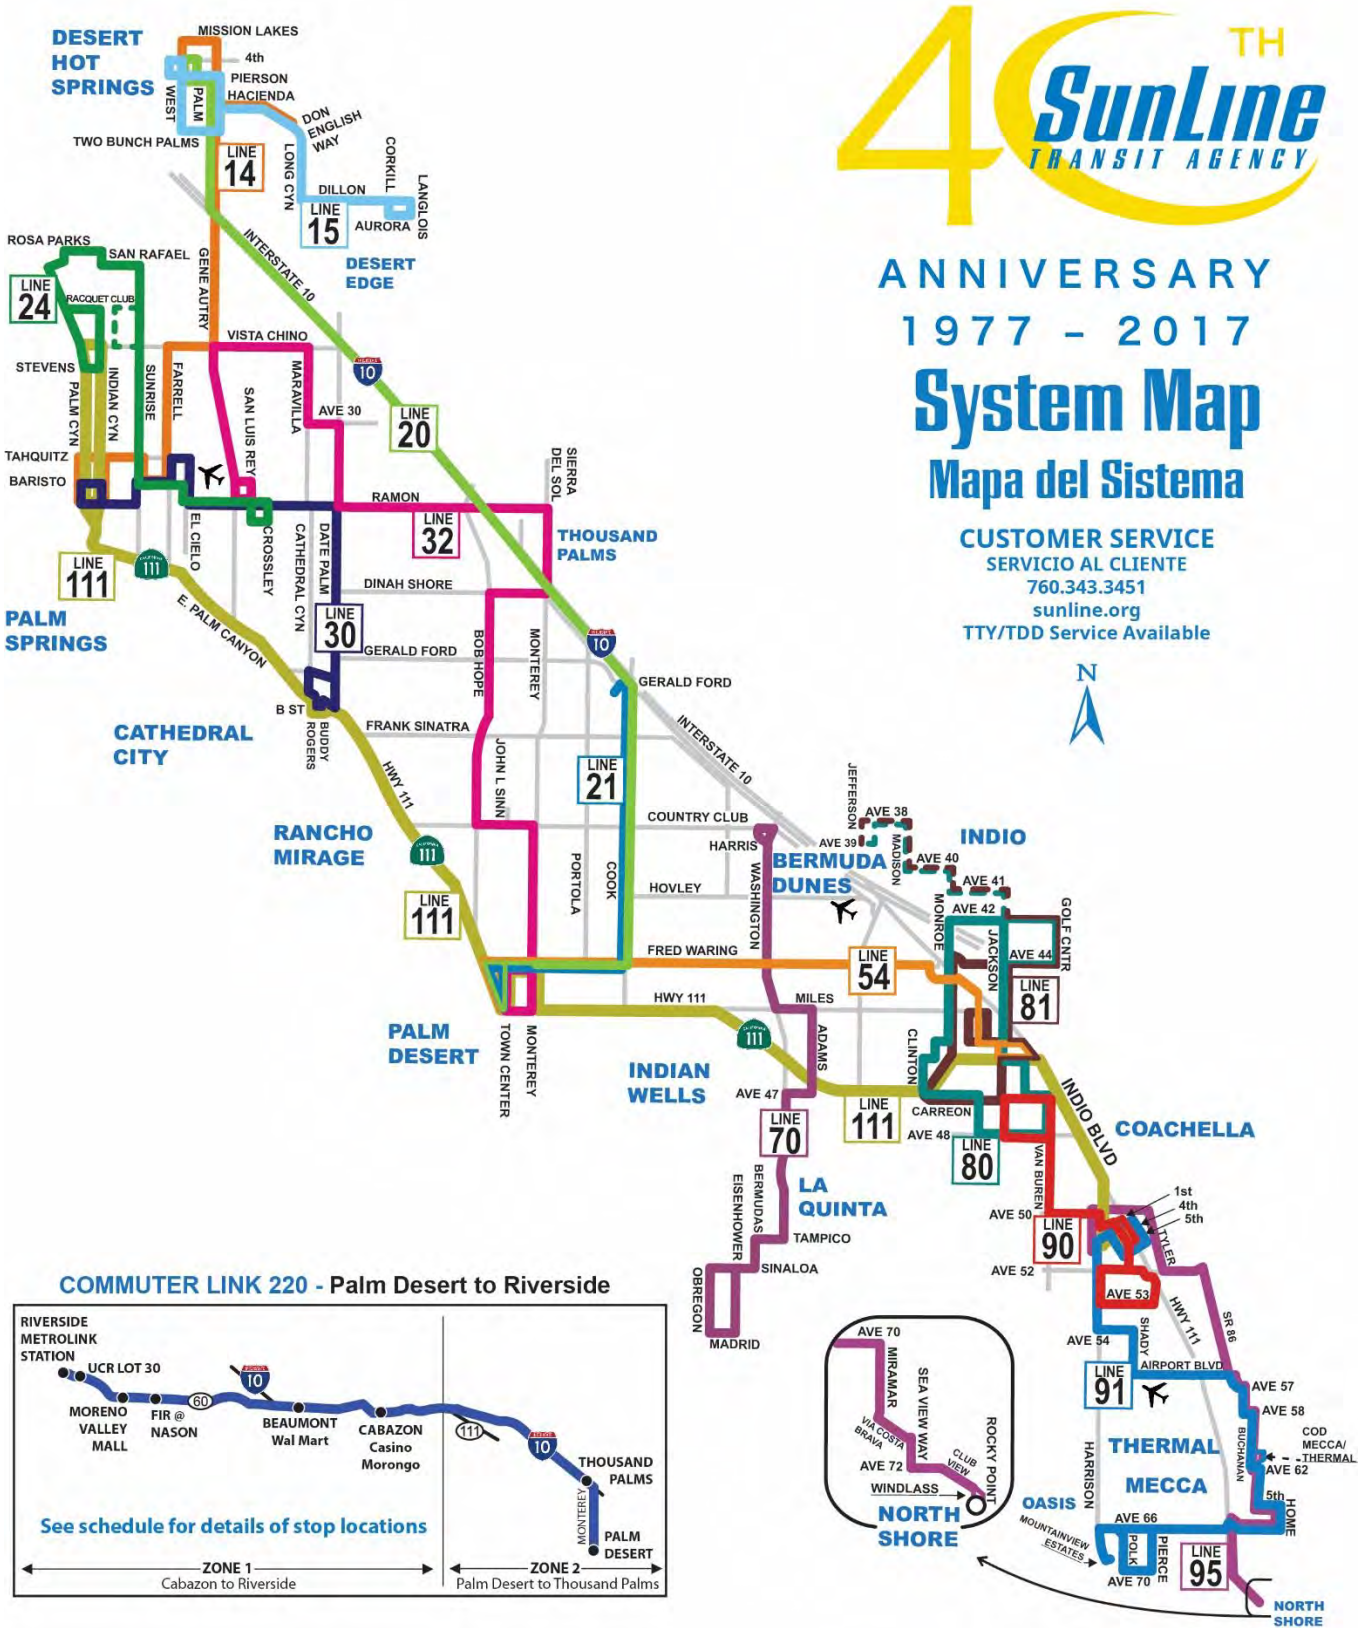 DESERT
HOT
SPRINGS
MISSION LAKES
4th
PIERSON
HACIENDA
WEST
PALM
DON
ENGLISH
WAY
TWO BUNCH PALMS
LINE
14
LONG CYN
DILLON
CORKILL
LANGLOIS
LINE
15
AURORA
DESERT
EDGE
ROSA PARKS
SAN RAFAEL
GENE AUTRY
INTERSTATE 10
LINE
24
RACQUET CLUB
VISTA CHINO
STEVENS
PALM CYN
INDIAN CYN
SUNRISE
FARRELL
SAN LUIS REY
MARAVILLA
AVE 30
10
LINE
20
TAHQUITZ
BARISTO
RAMON
SIERRA
DEL SOL
LINE
32
THOUSAND
PALMS
EL CIELO
CROSSLEY
CATHEDRAL CYN
DATE PALM
LINE
111
111
DINAH SHORE
PALM
SPRINGS
E. PALM CANYON
LINE
30
GERALD FORD
BOB HOPE
MONTEREY
10
GERALD FORD
B ST
BUDDY
ROGERS
FRANK SINATRA
CATHEDRAL
CITY
HWY 111
JOHN L SINN
INTERSTATE 10
LINE
21
RANCHO
MIRAGE
111
COUNTRY CLUB
HARRIS
PORTOLA
COOK
HOVLEY
WASHINGTON
BERMUDA
DUNES
LINE
111
FRED WARING
JEFFERSON
AVE 38
AVE 39
MADISON
AVE 40
INDIO
AVE 41
MONROE
AVE 42
JACKSON
GOLF CNTR
AVE 44
LINE
54
LINE
81
HWY 111
MILES
PALM
DESERT
TOWN CENTER
MONTEREY
111
ADAMS
INDIAN
WELLS
AVE 47
LINE
70
LINE
111
CLINTON
CARREON
AVE 48
LINE
80
INDIO BLVD
COACHELLA
VAN BUREN
EISENHOWER
BERMUDAS
LA
QUINTA
TAMPICO
SINALOA
OBREGON
MADRID
AVE 50
LINE
90
AVE 52
1st
4th
5th
TYLER
AVE 53
HWY 111
SR 86
AVE 54
SHADY
AIRPORT BLVD
LINE
91
AVE 57
AVE 58
BUCHANAN
COD
MECCA/
THERMAL
AVE 62
THERMAL
MECCA
HARRISON
5th
HOME
OASIS
AVE 66
MOUNTAINVIEW
ESTATES
POLK
PIERCE
AVE 70
LINE
95
NORTH
SHORE
AVE 70
MIRAMAR
SEA VIEW WAY
VIA COSTA
BRAVA
AVE 72
CLUB
VIEW
ROCKY POINT
WINDLASS
NORTH
SHORE
40
TH
SunLine
TRANSIT AGENCY
ANNIVERSARY
1977 – 2017
System Map
Mapa del Sistema
CUSTOMER SERVICE
SERVICIO AL CLIENTE
760.343.3451
sunline.org
TTY/TDD Service Available
N
COMMUTER LINK 220 - Palm Desert to Riverside
RIVERSIDE
METROLINK
STATION
UCR LOT 30
MORENO
VALLEY
MALL
FIR @
NASON
60
10
BEAUMONT
Wal Mart
CABAZON
Casino
Morongo
111
10
THOUSAND
PALMS
MONTEREY
PALM
DESERT
See schedule for details of stop locations
ZONE 1
Cabazon to Riverside
ZONE 2
Palm Desert to Thousand Palms